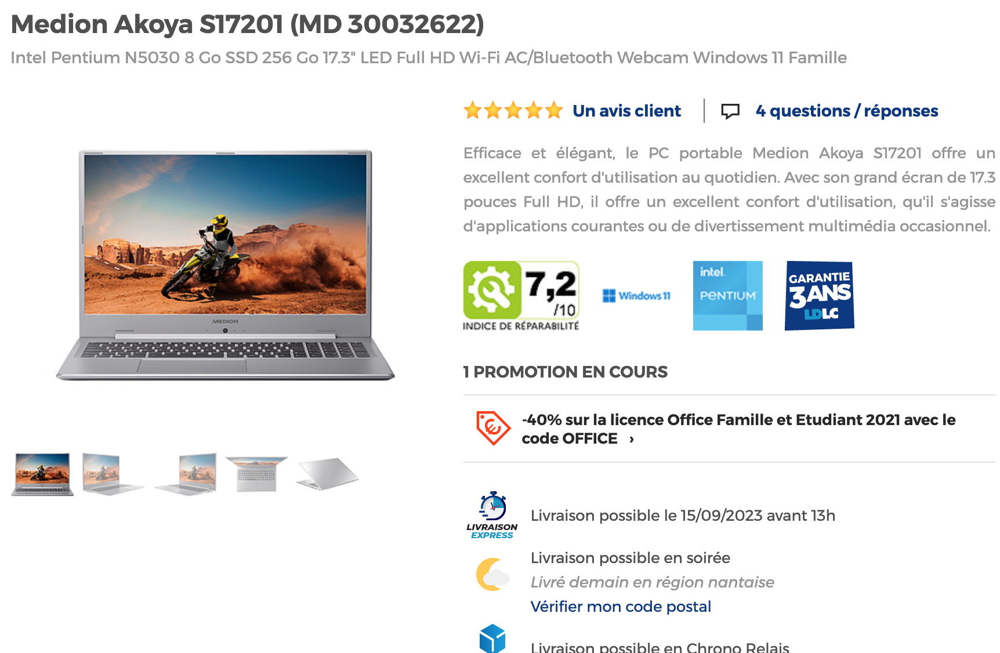 Medion Akoya S17201 (MD 30032622)
Intel Pentium N5030 8 Go SSD 256 Go 17.3" LED Full HD Wi-Fi AC/Bluetooth Webcam Windows 11 Famille
Un avis client
4 questions / réponses
Efficace et élégant, le PC portable Medion Akoya S17201 offre un
excellent confort d'utilisation au quotidien. Avec son grand écran de 17.3
pouces Full HD, il offre un excellent confort d'utilisation, qu'il s'agisse
d'applications courantes ou de divertissement multimédia occasionnel.
MEDION
7,2
/10
INDICE DE RÉPARABILITÉ
Windows 11
intel.
PENTIUM
GARANTIE
3 ANS
LDLC
1 PROMOTION EN COURS
-40% sur la licence Office Famille et Etudiant 2021 avec le
code OFFICE ›
LIVRAISON
EXPRESS
Livraison possible le 15/09/2023 avant 13h
Livraison possible en soirée
Livré demain en région nantaise
Vérifier mon code postal
Livraison possible en Chrono Relais